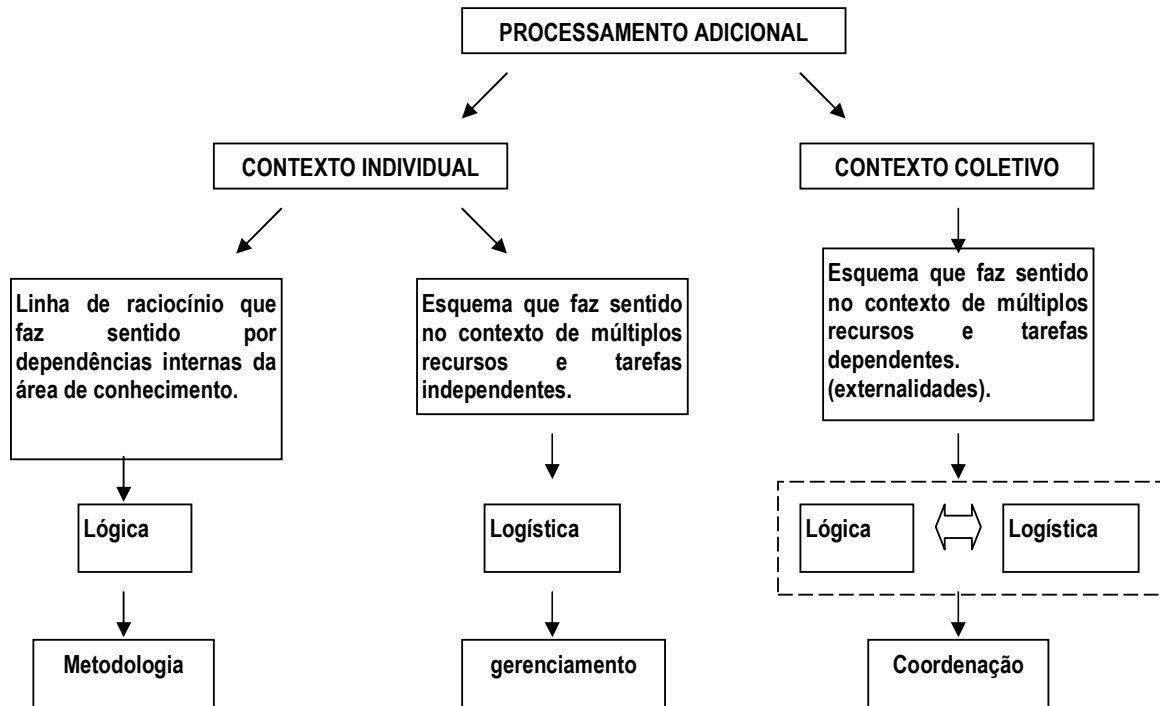 PROCESSAMENTO ADICIONAL
CONTEXTO INDIVIDUAL
CONTEXTO COLETIVO
Linha de raciocínio que
faz sentido por
dependências internas da
área de conhecimento.
Esquema que faz sentido
no contexto de múltiplos
recursos e tarefas
independentes.
Esquema que faz sentido
no contexto de múltiplos
recursos e tarefas
dependentes.
(externalidades).
Lógica
Logística
Lógica
Logística
Metodologia
gerenciamento
Coordenação